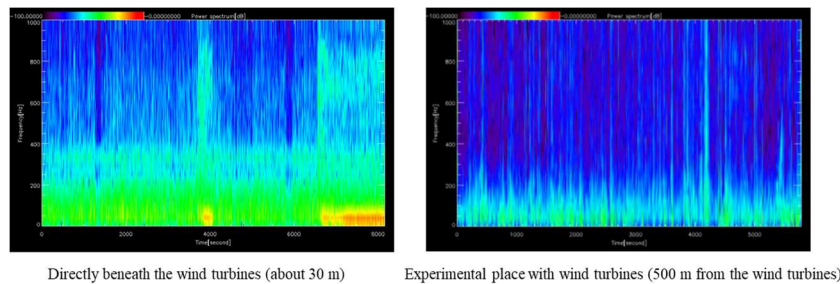 -100.00000 -0.00000000 Power spectrum[dB]
1000
800
600
400
200
0
Frequency[Hz]
0 2000 4000 6000 8000
Time[second]
-100.00000 -0.00000000 Power spectrum[dB]
1000
800
600
400
200
0
Frequency[Hz]
0 1000 2000 3000 4000 5000
Time[second]
Directly beneath the wind turbines (about 30 m)
Experimental place with wind turbines (500 m from the wind turbines)